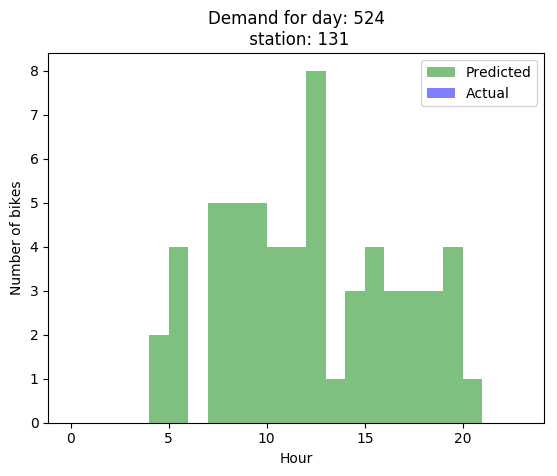 Demand for day: 524
station: 131
Predicted
Actual
Number of bikes
8
7
6
5
4
3
2
1
0
0 5 10 15 20
Hour